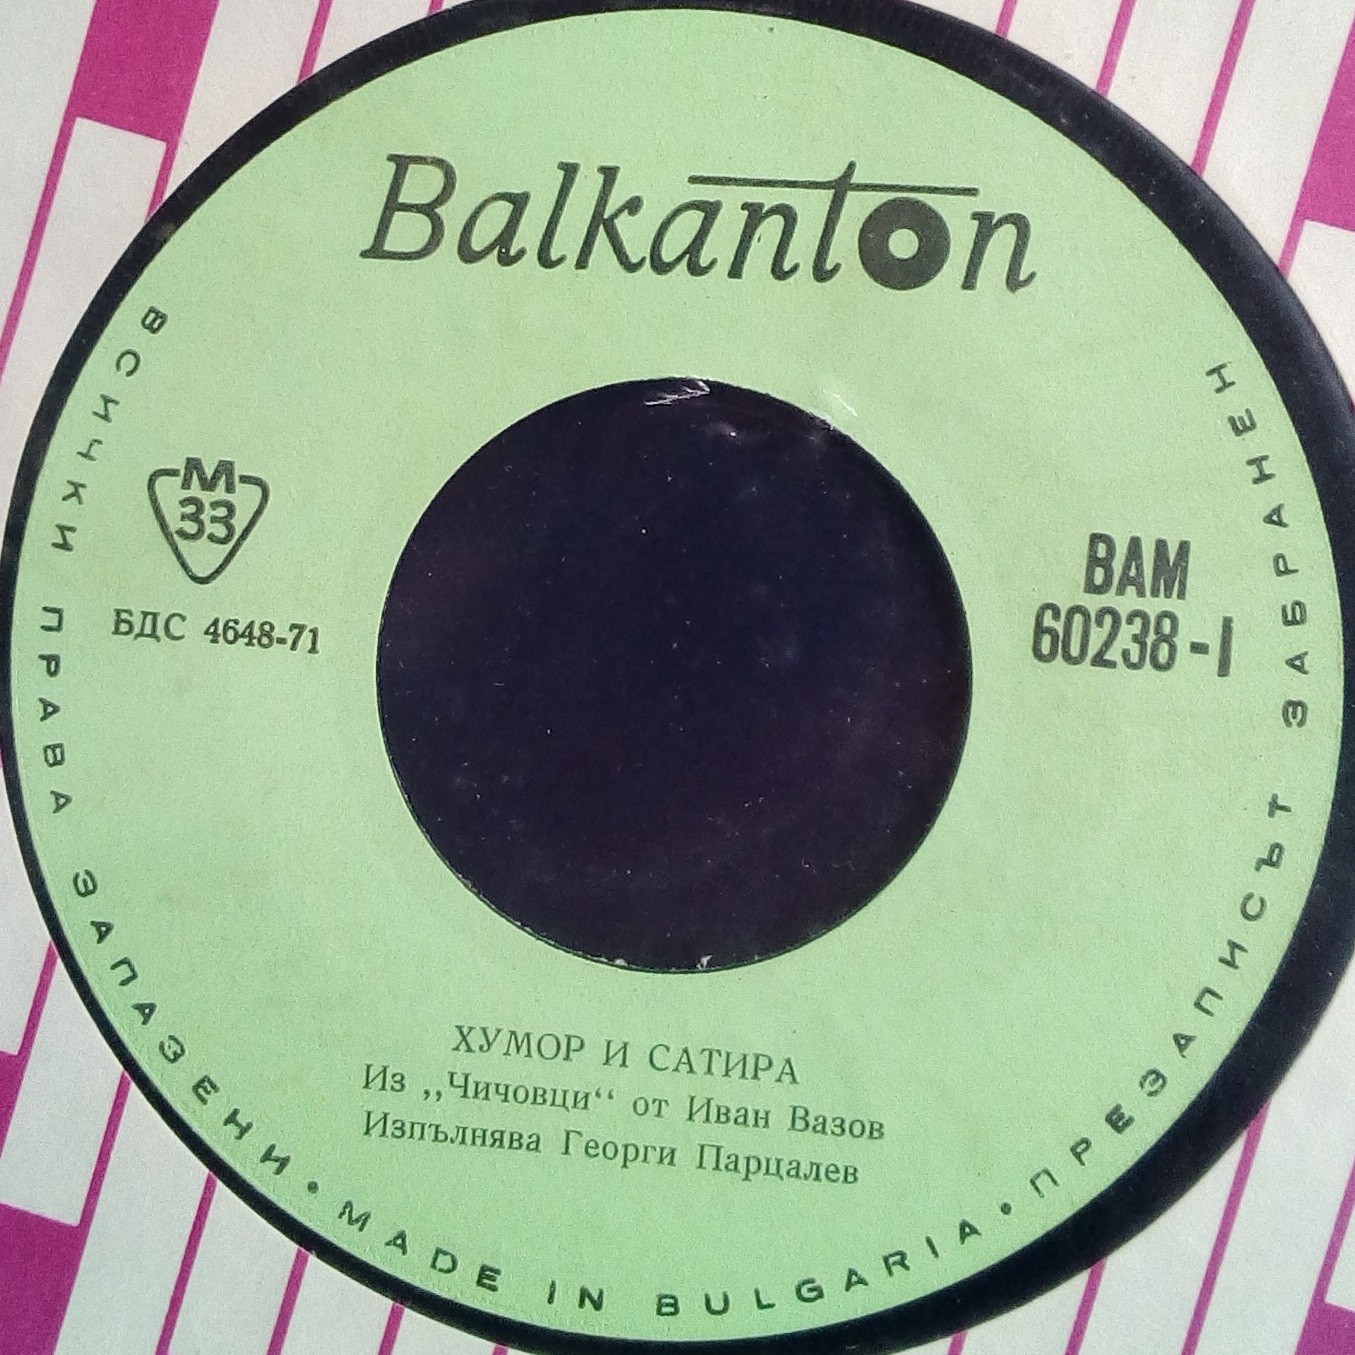 Balkanton
М
33
БДС 4648-71
ВАМ
60238-I
ХУМОР И САТИРА
Из „Чичовци“ от Иван Вазов
Изпълнява Георги Парцалев
ВСИЧКИ ПРАВА ЗАПАЗЕНИ • MADE IN BULGARIA • ПРЕЗАПИСЪТ ЗАБРАНЕН